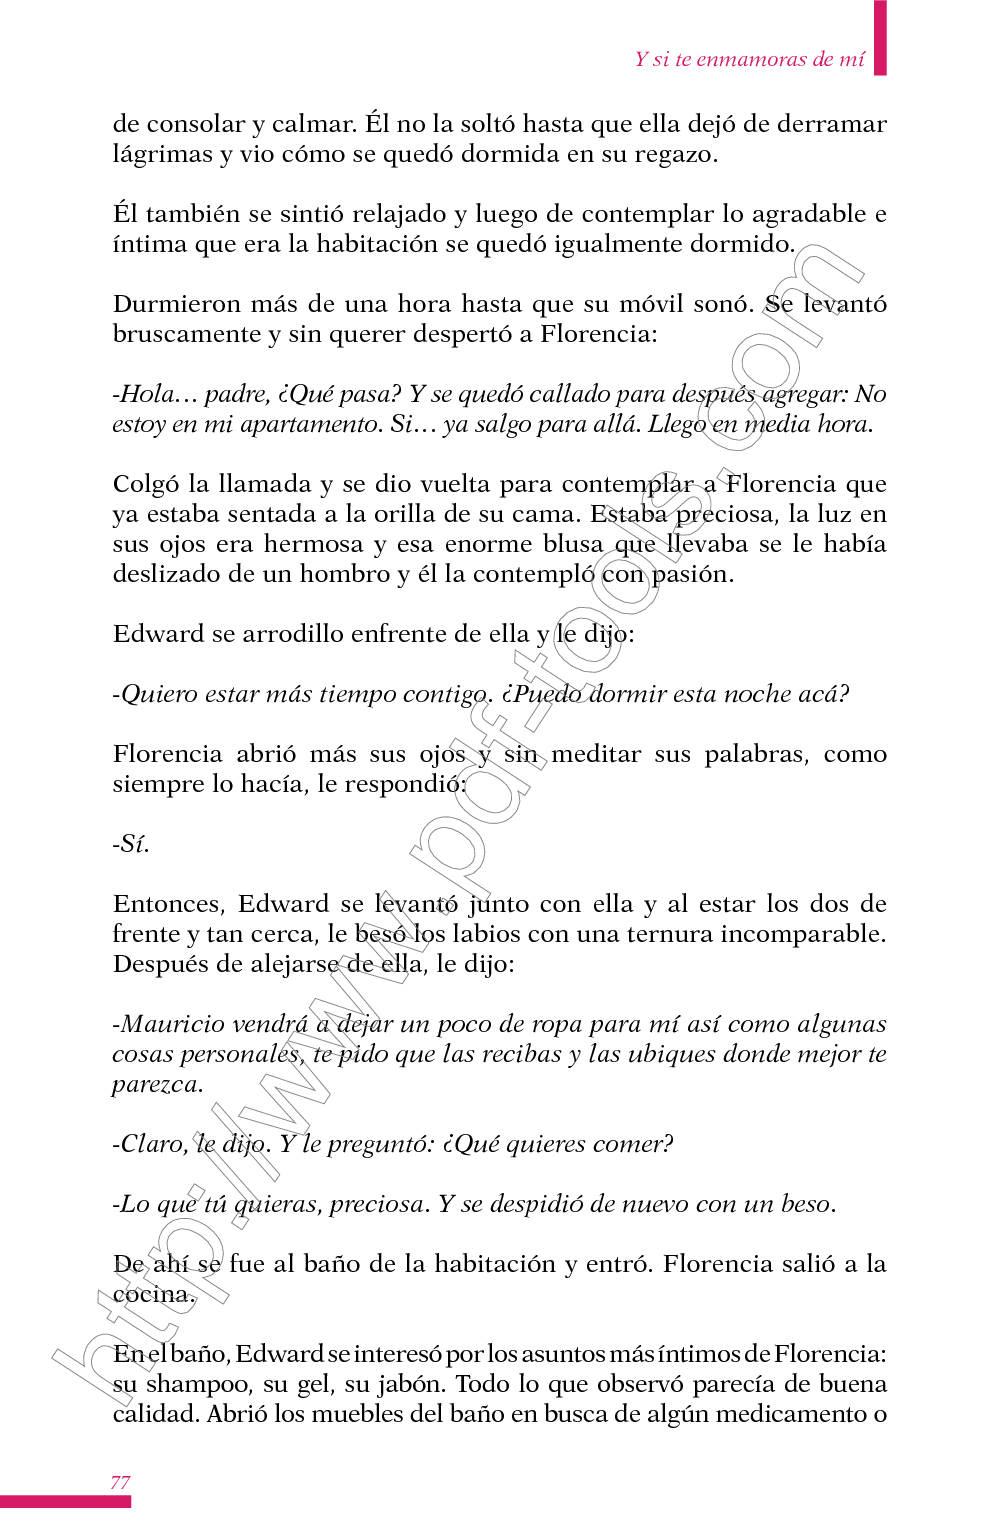 Y si te enmamoras de mí
de consolar y calmar. Él no la soltó hasta que ella dejó de derramar
lágrimas y vio cómo se quedó dormida en su regazo.
Él también se sintió relajado y luego de contemplar lo agradable e
íntima que era la habitación se quedó igualmente dormido.
Durmieron más de una hora hasta que su móvil sonó. Se levantó
bruscamente y sin querer despertó a Florencia:
-Hola… padre, ¿Qué pasa? Y se quedó callado para después agregar: No
estoy en mi apartamento. Si… ya salgo para allá. Llego en media hora.
Colgó la llamada y se dio vuelta para contemplar a Florencia que
ya estaba sentada a la orilla de su cama. Estaba preciosa, la luz en
sus ojos era hermosa y esa enorme blusa que llevaba se le había
deslizado de un hombro y él la contempló con pasión.
Edward se arrodillo enfrente de ella y le dijo:
-Quiero estar más tiempo contigo. ¿Puedo dormir esta noche acá?
Florencia abrió más sus ojos y sin meditar sus palabras, como
siempre lo hacía, le respondió:
-Sí.
Entonces, Edward se levantó junto con ella y al estar los dos de
frente y tan cerca, le besó los labios con una ternura incomparable.
Después de alejarse de ella, le dijo:
-Mauricio vendrá a dejar un poco de ropa para mí así como algunas
cosas personales, te pido que las recibas y las ubiques donde mejor te
parezca.
-Claro, le dijo. Y le preguntó: ¿Qué quieres comer?
-Lo que tú quieras, preciosa. Y se despidió de nuevo con un beso.
De ahí se fue al baño de la habitación y entró. Florencia salió a la
cocina.
En el baño, Edward se interesó por los asuntos más íntimos de Florencia:
su shampoo, su gel, su jabón. Todo lo que observó parecía de buena
calidad. Abrió los muebles del baño en busca de algún medicamento o
77
http://www.pdf-tools.com